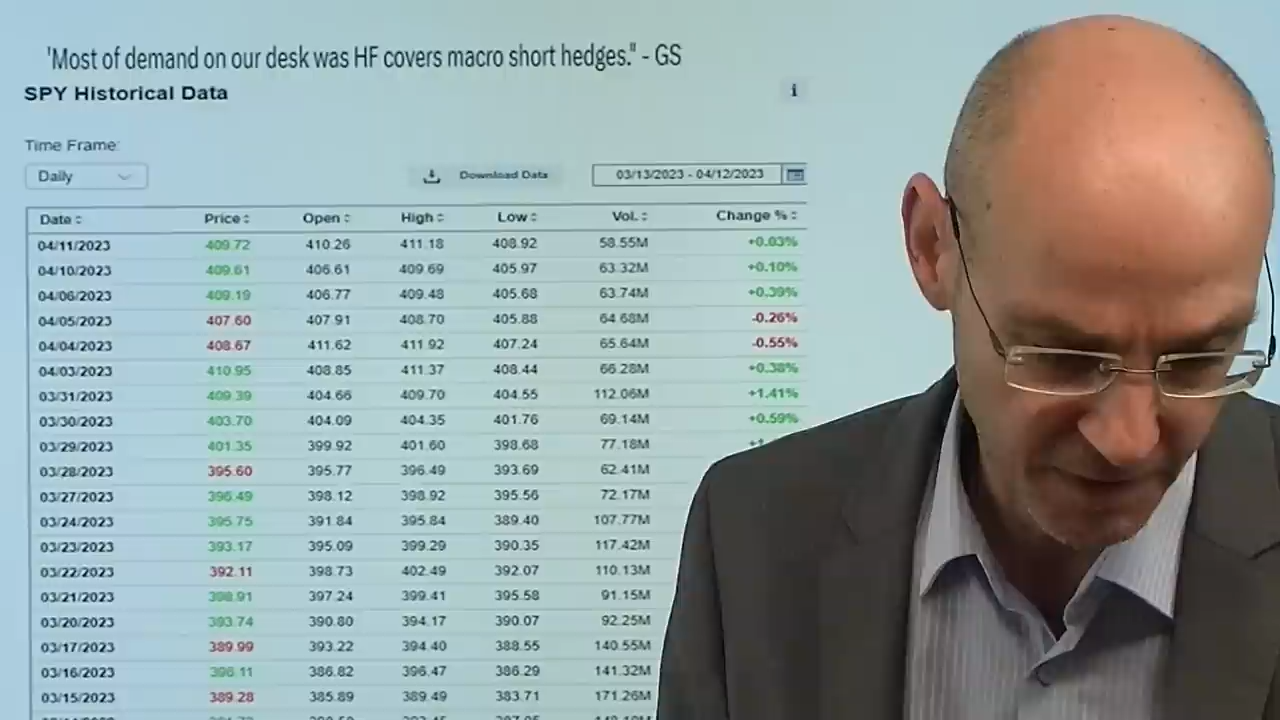 'Most of demand on our desk was HF covers macro short hedges." - GS
SPY Historical Data
Time Frame:
Daily
Download Data
03/13/2023 - 04/12/2023
Date Price Open High Low Vol. Change %
04/11/2023 409.72 410.26 411.18 408.92 58.55M +0.03%
04/10/2023 409.61 406.61 409.69 405.97 63.32M +0.10%
04/06/2023 409.19 406.77 409.48 405.68 63.74M +0.39%
04/05/2023 407.60 407.91 408.70 405.88 64.68M -0.26%
04/04/2023 408.67 411.62 411.92 407.24 65.64M -0.55%
04/03/2023 410.95 408.85 411.37 408.44 66.28M +0.38%
03/31/2023 409.39 404.66 409.70 404.55 112.06M +1.41%
03/30/2023 403.70 404.09 404.35 401.76 69.14M +0.59%
03/29/2023 401.35 399.92 401.60 398.68 77.18M
03/28/2023 395.60 395.77 396.49 393.69 62.41M
03/27/2023 396.49 398.12 398.92 395.56 72.17M
03/24/2023 395.75 391.84 395.84 389.40 107.77M
03/23/2023 393.17 395.09 399.29 390.35 117.42M
03/22/2023 392.11 398.73 402.49 392.07 110.13M
03/21/2023 398.91 397.24 399.41 395.58 91.15M
03/20/2023 393.74 390.80 394.17 390.07 92.25M
03/17/2023 389.99 393.22 394.40 388.55 140.55M
03/16/2023 396.11 386.82 396.47 386.29 141.32M
03/15/2023 389.28 385.89 389.49 383.71 171.26M